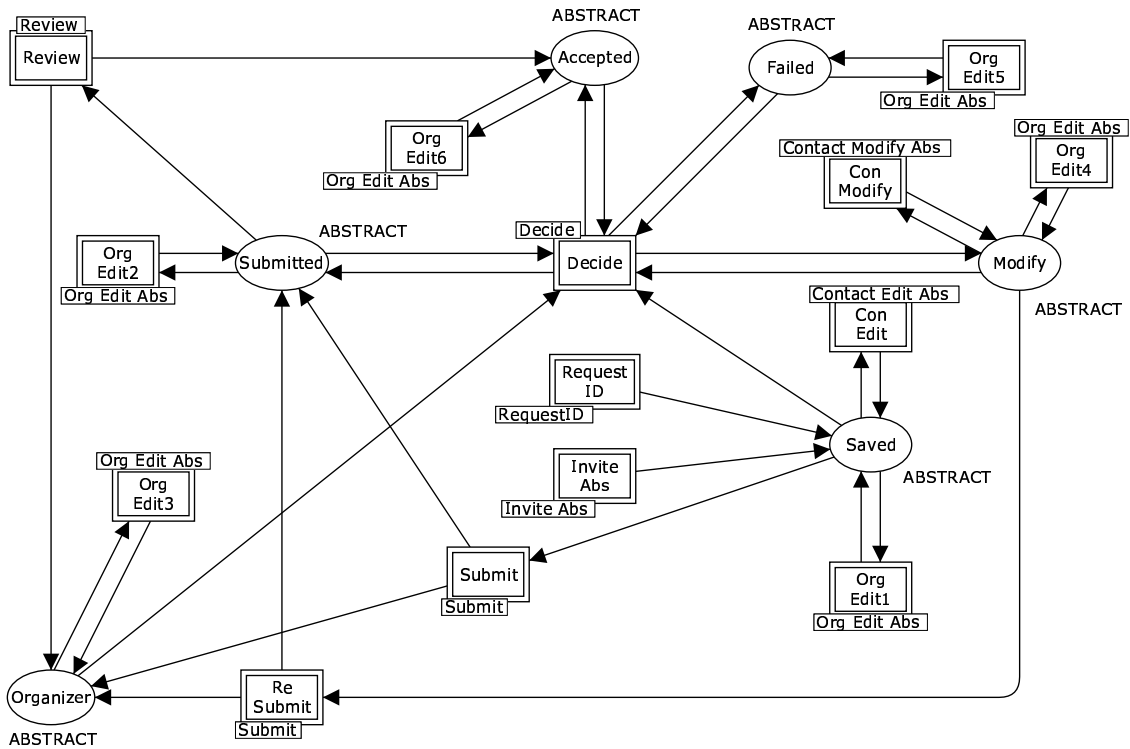 ABSTRACT
ABSTRACT
Review
Review
Accepted
Failed
Org
Edit5
Org Edit Abs
Org
Edit6
Org Edit Abs
Contact Modify Abs
Con
Modify
Org Edit Abs
Org
Edit4
ABSTRACT
Decide
Decide
Org
Edit2
Org Edit Abs
Submitted
Modify
ABSTRACT
Contact Edit Abs
Con
Edit
Request
ID
RequestID
Saved
ABSTRACT
Invite
Abs
Invite Abs
Org Edit Abs
Org
Edit3
Submit
Submit
Org
Edit1
Org Edit Abs
Organizer
ABSTRACT
Re
Submit
Submit